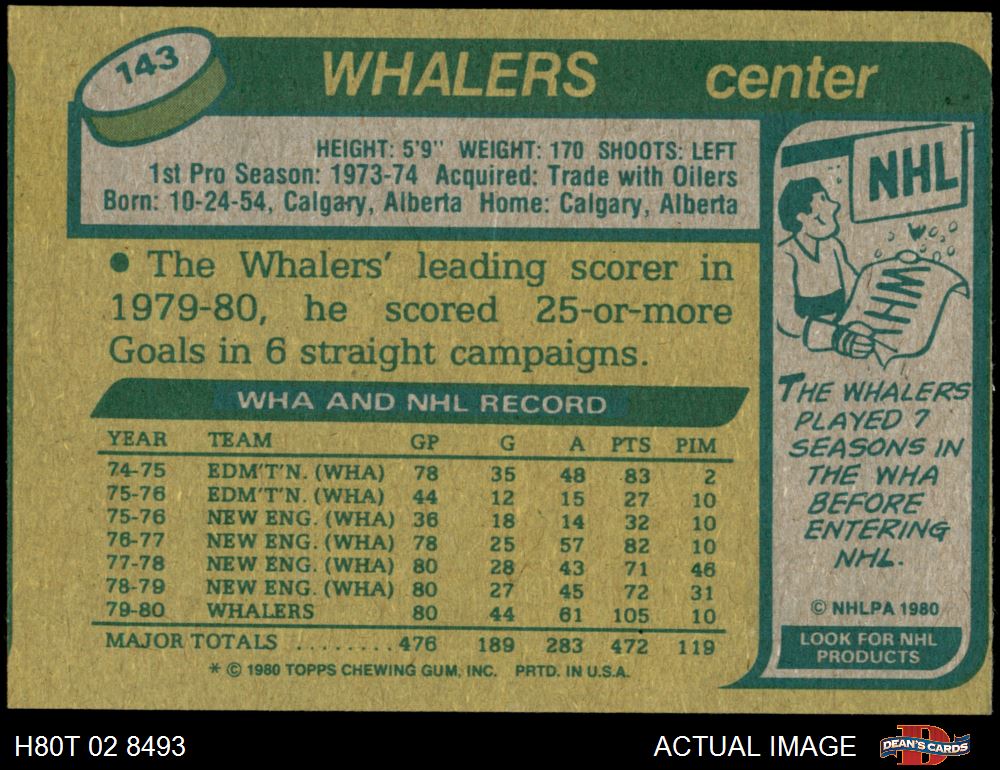 143
WHALERS center
HEIGHT: 5'9" WEIGHT: 170 SHOOTS: LEFT
1st Pro Season: 1973-74 Acquired: Trade with Oilers
Born: 10-24-54, Calgary, Alberta Home: Calgary, Alberta
• The Whalers' leading scorer in
1979-80, he scored 25-or-more
Goals in 6 straight campaigns.
WHA AND NHL RECORD
YEAR TEAM GP G A PTS PIM
74-75 EDM'T'N. (WHA) 78 35 48 83 2
75-76 EDM'T'N. (WHA) 44 12 15 27 10
75-76 NEW ENG. (WHA) 36 18 14 32 10
76-77 NEW ENG. (WHA) 78 25 57 82 10
77-78 NEW ENG. (WHA) 80 28 43 71 46
78-79 NEW ENG. (WHA) 80 27 45 72 31
79-80 WHALERS 80 44 61 105 10
MAJOR TOTALS ........476 189 283 472 119
* © 1980 TOPPS CHEWING GUM, INC. PRTD. IN U.S.A.
NHL
WHA
THE WHALERS
PLAYED 7
SEASONS IN
THE WHA
BEFORE
ENTERING
NHL.
© NHLPA 1980
LOOK FOR NHL
PRODUCTS
H80T 02 8493
ACTUAL IMAGE
DEAN'S CARDS